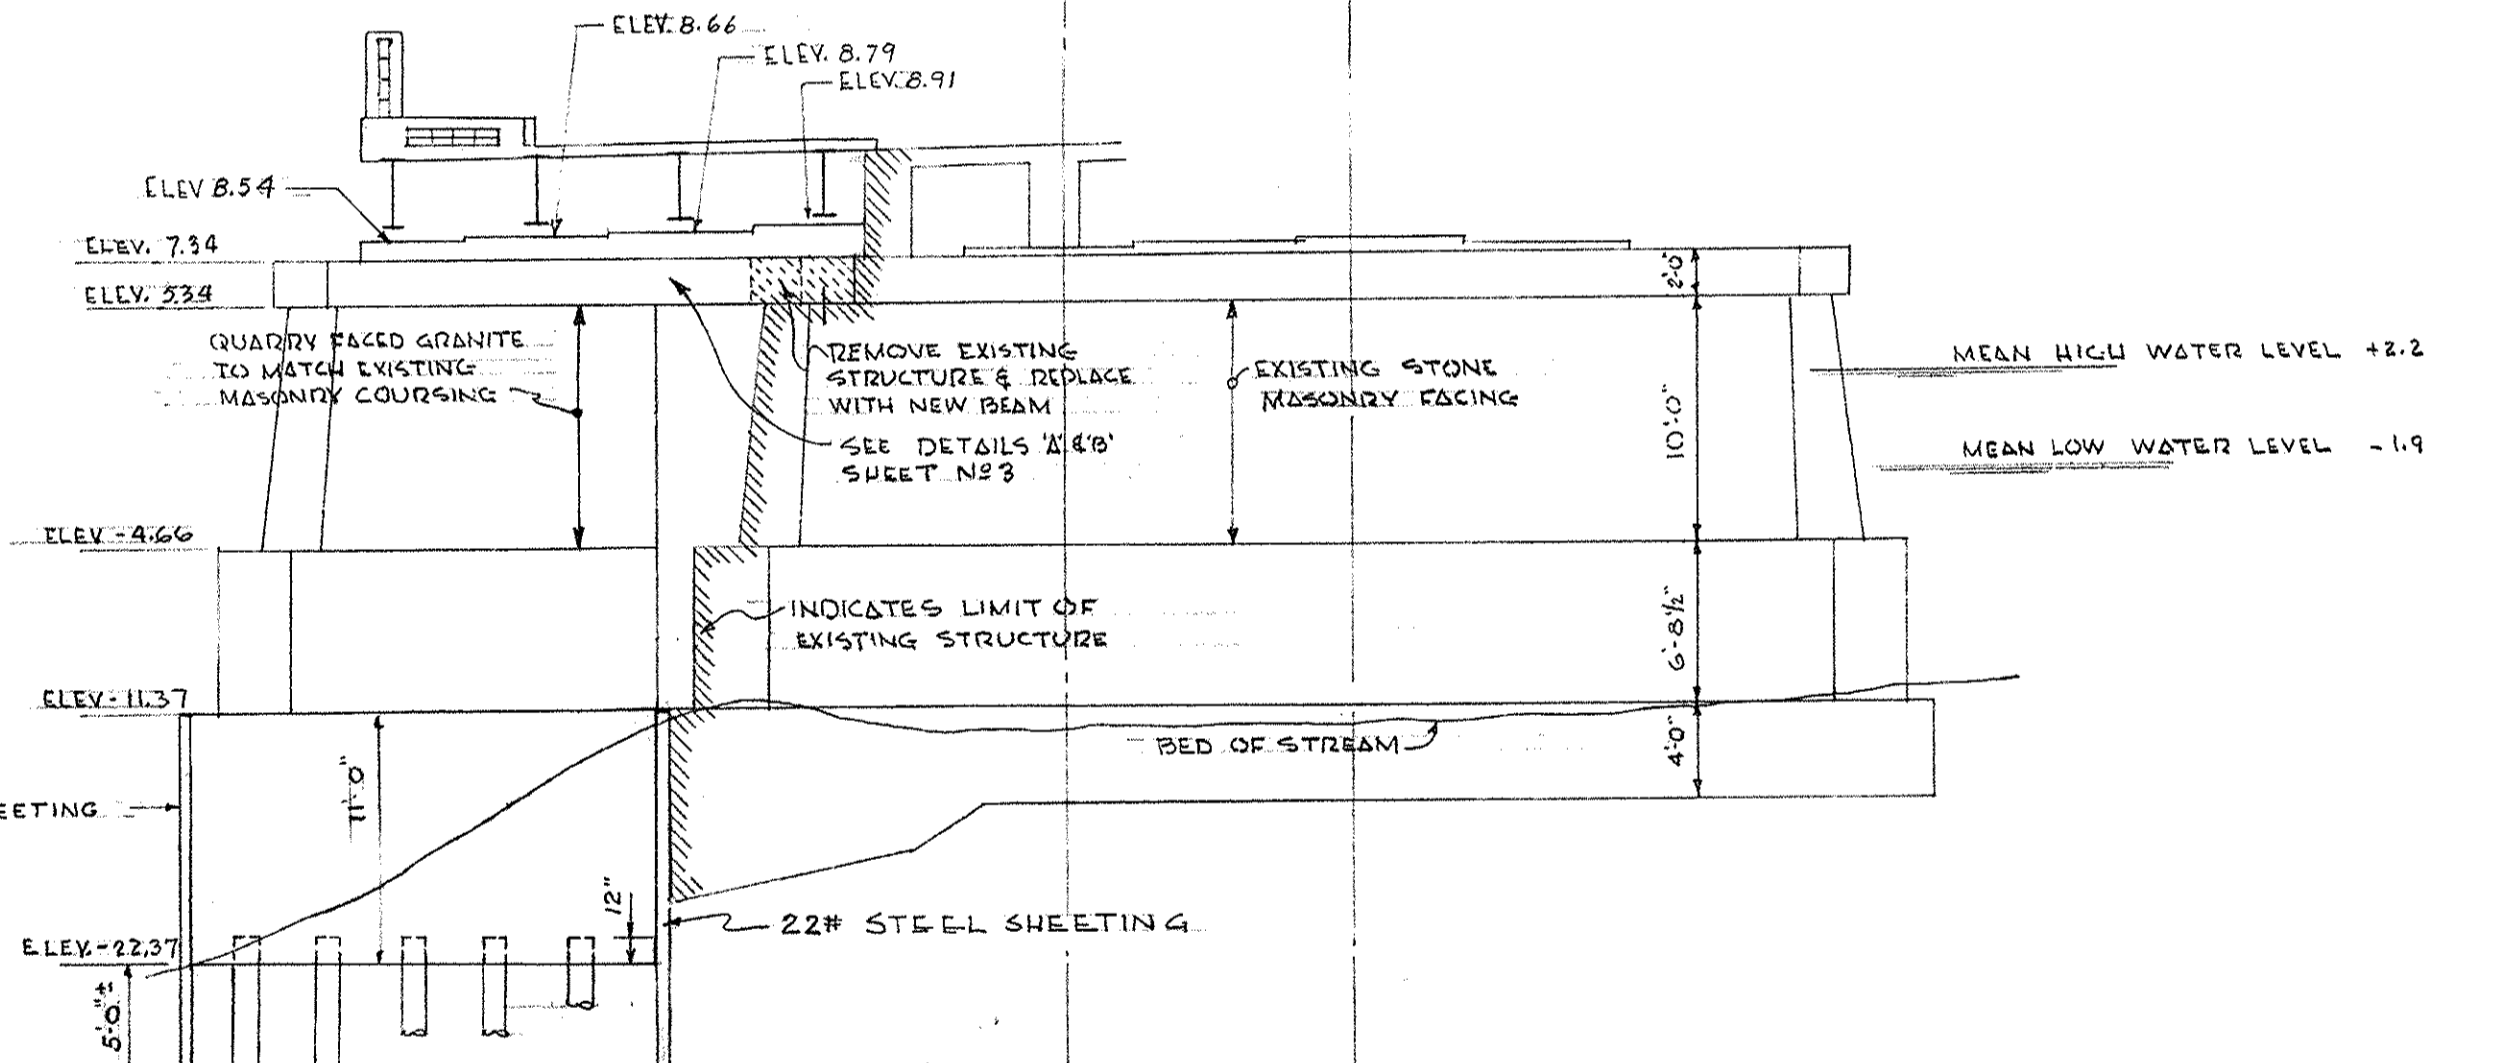 ELEV. 8.66
ELEV. 8.79
ELEV. 8.91
ELEV 8.54
ELEV. 7.34
ELEV. 5.34
2'-0"
QUARRY FACED GRANITE
TO MATCH EXISTING
MASONRY COURSING
REMOVE EXISTING
STRUCTURE & REPLACE
WITH NEW BEAM
SEE DETAILS 'A' & 'B'
SHEET Nº 3
EXISTING STONE
MASONRY FACING
10'-0"
MEAN HIGH WATER LEVEL +2.2
MEAN LOW WATER LEVEL -1.9
ELEV -4.66
INDICATES LIMIT OF
EXISTING STRUCTURE
6'-8½"
ELEV -11.37
BED OF STREAM
4'-0"
11'-0"
EETING
12"
22# STEEL SHEETING
ELEV. -22.37
5'-0"±